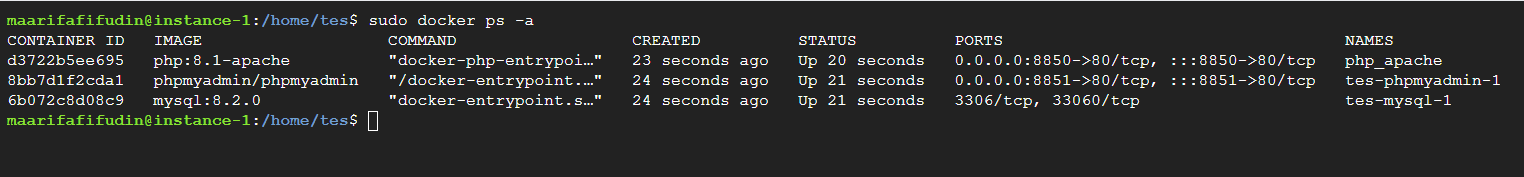 maarifafifudin@instance-1:/home/tes$ sudo docker ps -a
CONTAINER ID   IMAGE                   COMMAND                  CREATED          STATUS          PORTS                                   NAMES
d3722b5ee695   php:8.1-apache          "docker-php-entrypoi…"   23 seconds ago   Up 20 seconds   0.0.0.0:8850->80/tcp, :::8850->80/tcp   php_apache
8bb7d1f2cda1   phpmyadmin/phpmyadmin   "/docker-entrypoint.…"   24 seconds ago   Up 21 seconds   0.0.0.0:8851->80/tcp, :::8851->80/tcp   tes-phpmyadmin-1
6b072c8d08c9   mysql:8.2.0             "docker-entrypoint.s…"   24 seconds ago   Up 21 seconds   3306/tcp, 33060/tcp                     tes-mysql-1
maarifafifudin@instance-1:/home/tes$